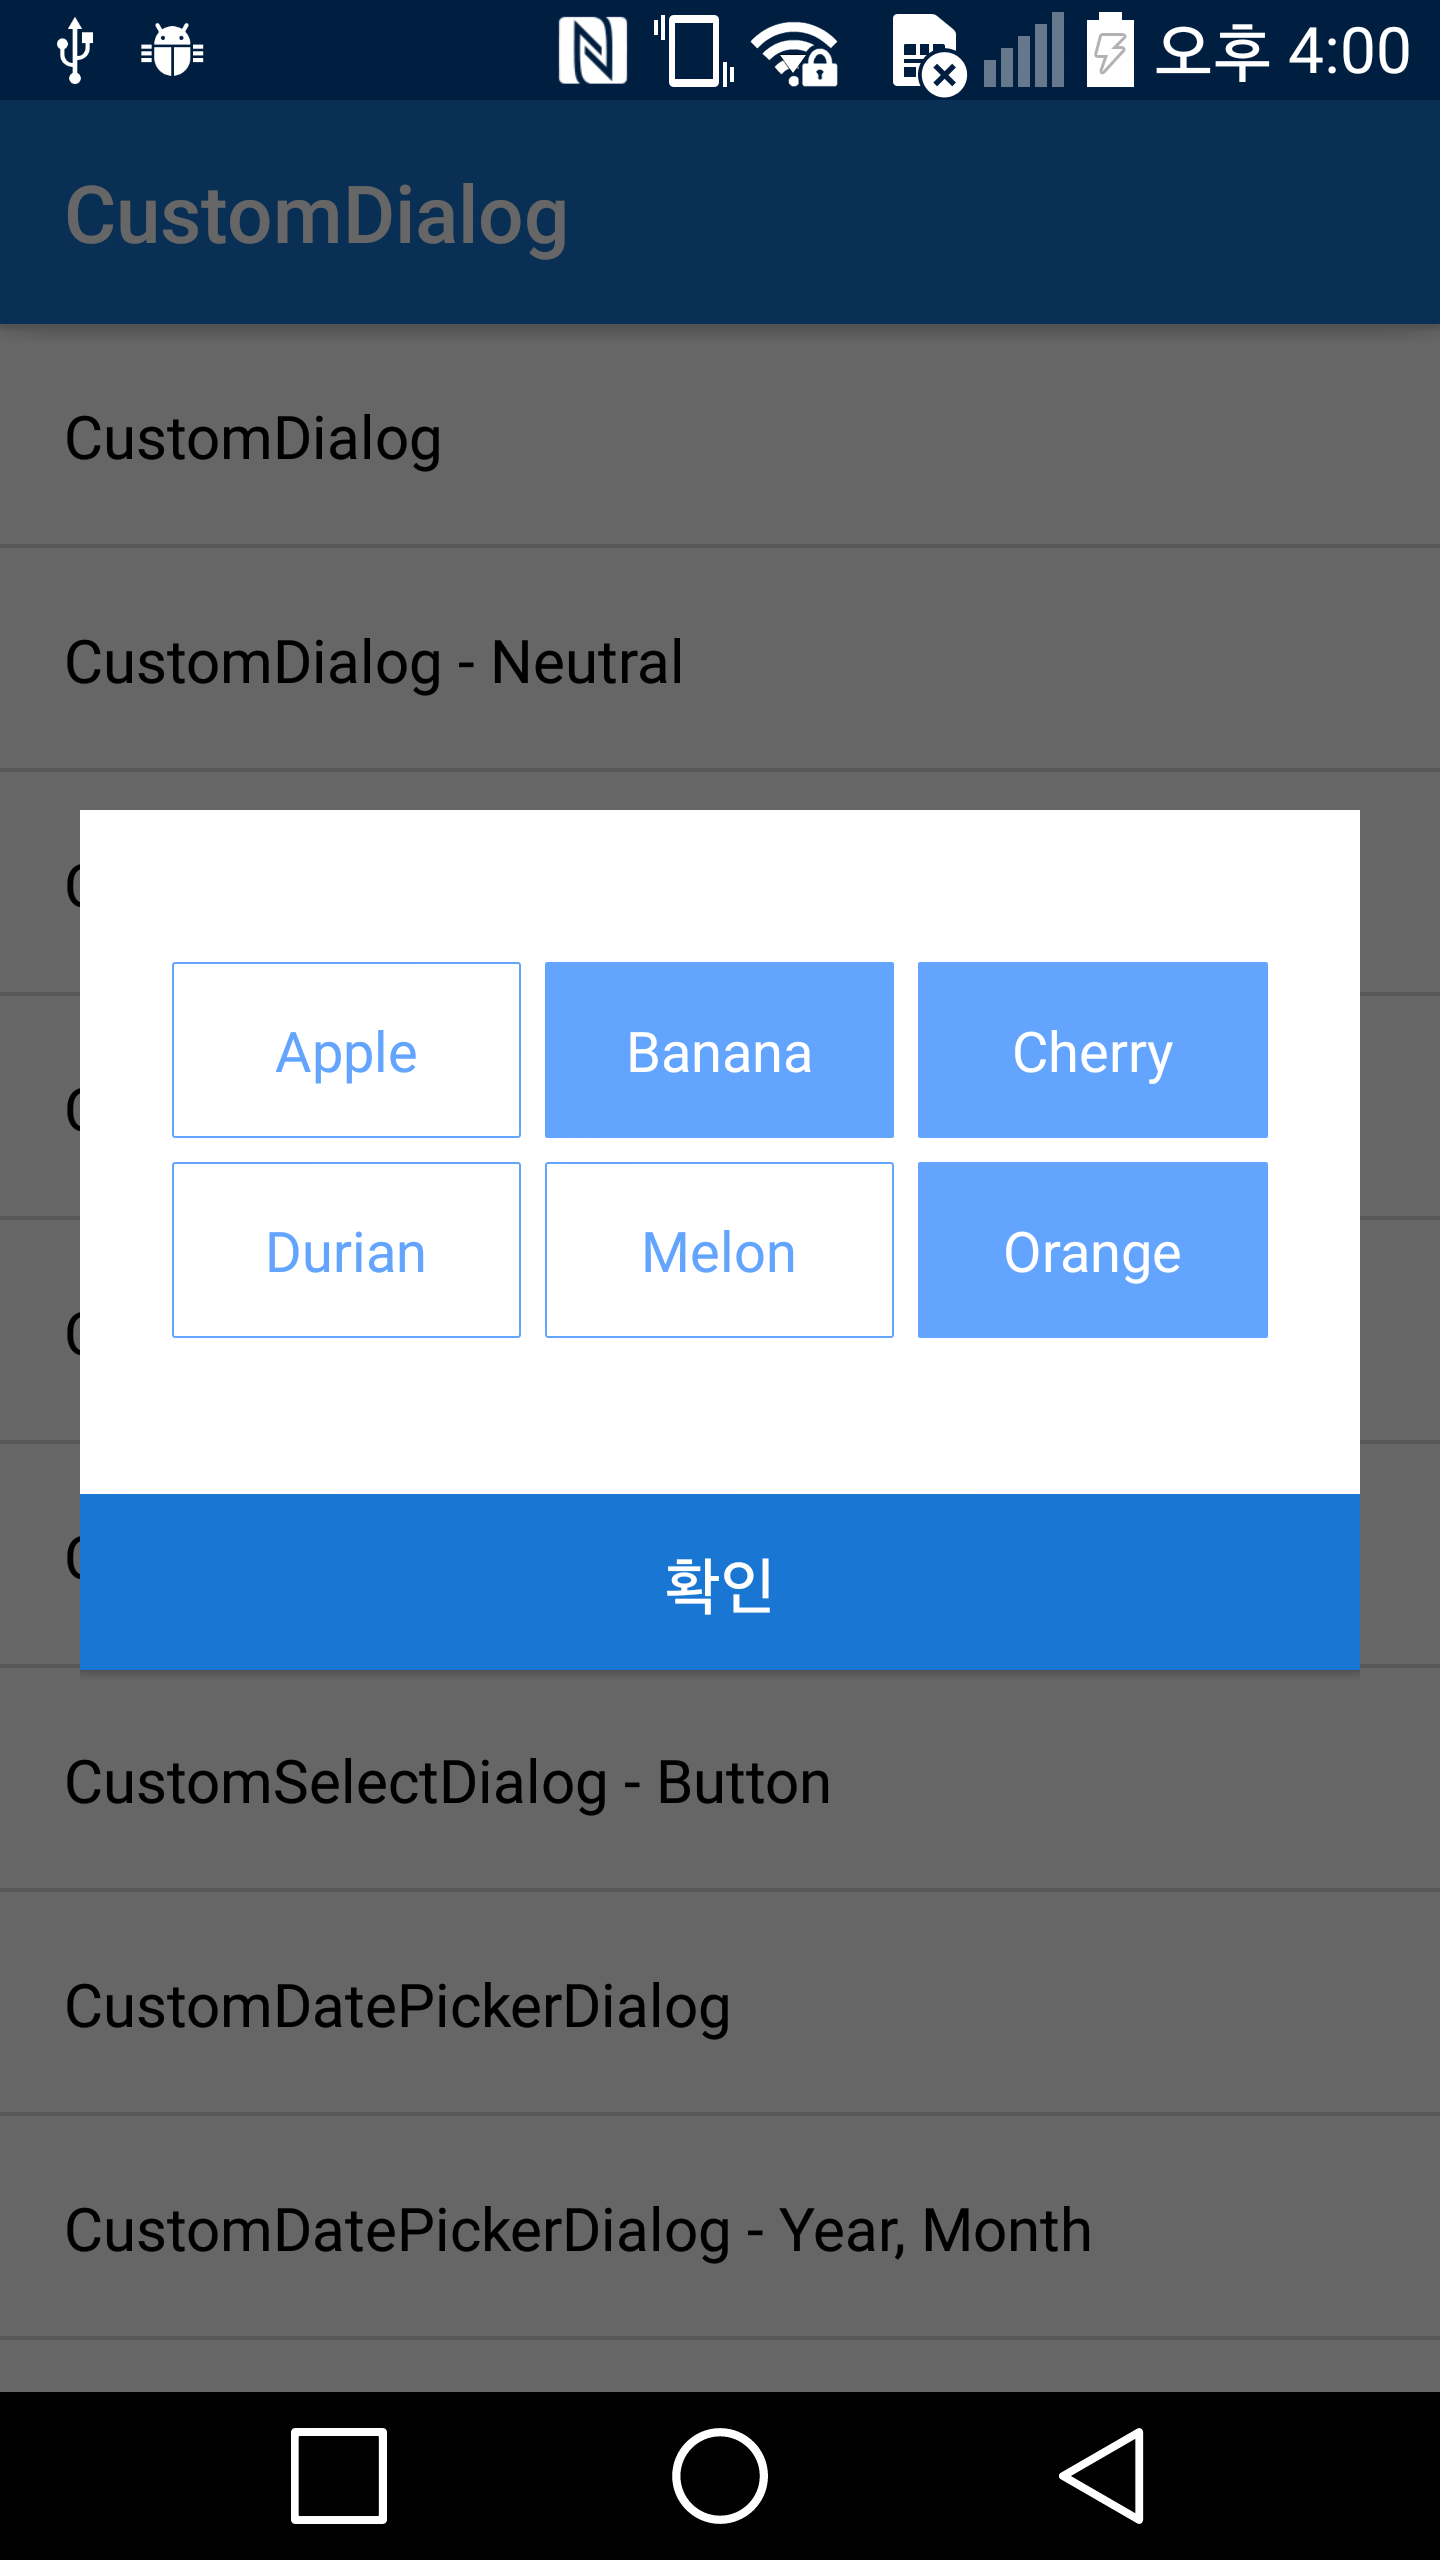 오후 4:00
CustomDialog
CustomDialog
CustomDialog - Neutral
Apple Banana Cherry
Durian Melon Orange
확인
CustomSelectDialog - Button
CustomDatePickerDialog
CustomDatePickerDialog - Year, Month